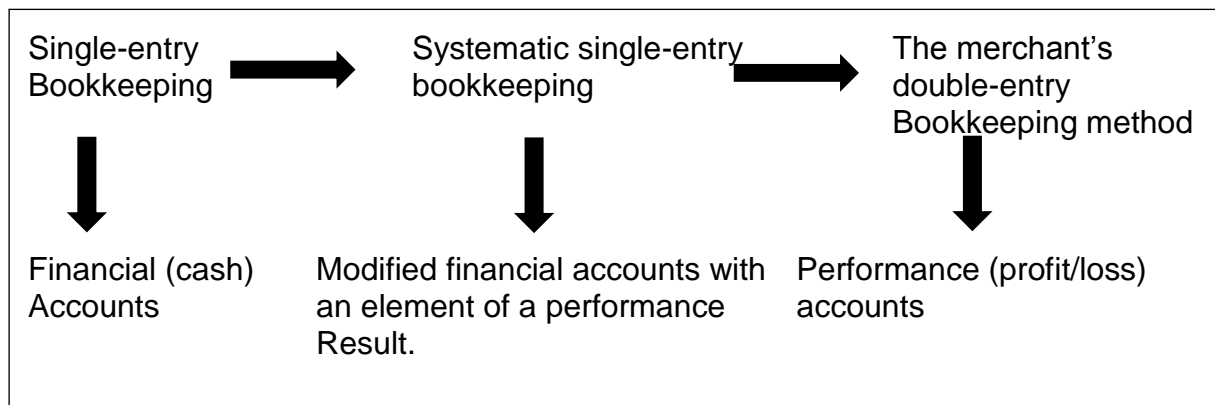 Single-entry
Bookkeeping
Systematic single-entry
bookkeeping
The merchant’s
double-entry
Bookkeeping method
Financial (cash)
Accounts
Modified financial accounts with
an element of a performance
Result.
Performance (profit/loss)
accounts